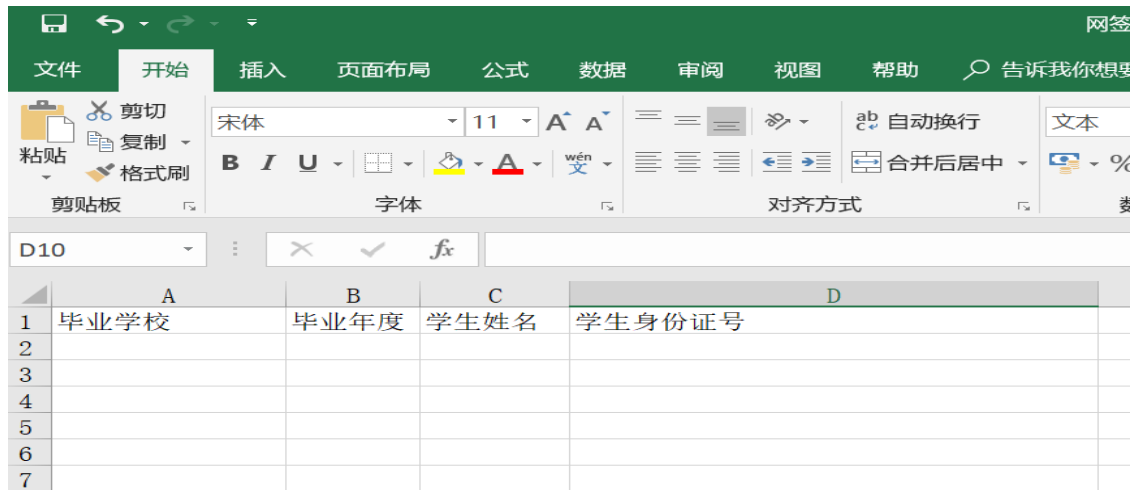 网签
文件 开始 插入 页面布局 公式 数据 审阅 视图 帮助 告诉我你想要
剪切
宋体 11 A A ab c 自动换行 文本
复制
粘贴
B I U A wén 文 合并后居中 %
格式刷
剪贴板 字体 对齐方式 数
D10 fx
A B C D
1 毕业学校 毕业年度 学生姓名 学生身份证号
2
3
4
5
6
7